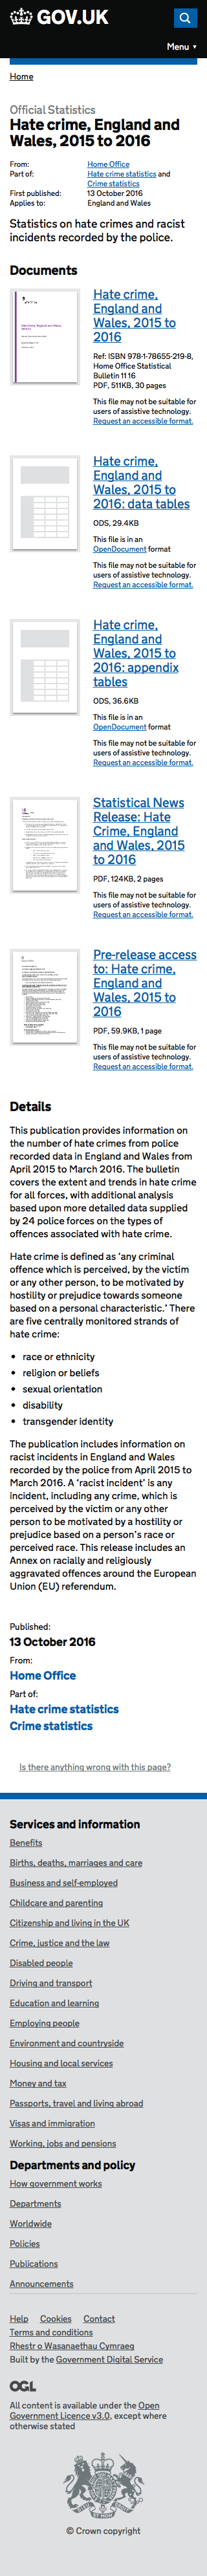 GOV.UK
Menu ▼
Home
Official Statistics
Hate crime, England and
Wales, 2015 to 2016
From: Home Office
Part of: Hate crime statistics and
Crime statistics
First published: 13 October 2016
Applies to: England and Wales
Statistics on hate crimes and racist
incidents recorded by the police.
Documents
Hate crime,
England and
Wales, 2015 to
2016
Ref: ISBN 978-1-78655-219-8,
Home Office Statistical
Bulletin 11 16
PDF, 511KB, 30 pages
This file may not be suitable for
users of assistive technology.
Request an accessible format.
Hate crime,
England and
Wales, 2015 to
2016: data tables
ODS, 29.4KB
This file is in an
OpenDocument format
This file may not be suitable for
users of assistive technology.
Request an accessible format.
Hate crime,
England and
Wales, 2015 to
2016: appendix
tables
ODS, 36.6KB
This file is in an
OpenDocument format
This file may not be suitable for
users of assistive technology.
Request an accessible format.
Statistical News
Release: Hate
Crime, England
and Wales, 2015
to 2016
PDF, 124KB, 2 pages
This file may not be suitable for
users of assistive technology.
Request an accessible format.
Pre-release access
to: Hate crime,
England and
Wales, 2015 to
2016
PDF, 59.9KB, 1 page
This file may not be suitable for
users of assistive technology.
Request an accessible format.
Details
This publication provides information on
the number of hate crimes from police
recorded data in England and Wales from
April 2015 to March 2016. The bulletin
covers the extent and trends in hate crime
for all forces, with additional analysis
based upon more detailed data supplied
by 24 police forces on the types of
offences associated with hate crime.
Hate crime is defined as ‘any criminal
offence which is perceived, by the victim
or any other person, to be motivated by
hostility or prejudice towards someone
based on a personal characteristic.’ There
are five centrally monitored strands of
hate crime:
• race or ethnicity
• religion or beliefs
• sexual orientation
• disability
• transgender identity
The publication includes information on
racist incidents in England and Wales
recorded by the police from April 2015 to
March 2016. A ‘racist incident’ is any
incident, including any crime, which is
perceived by the victim or any other
person to be motivated by a hostility or
prejudice based on a person’s race or
perceived race. This release includes an
Annex on racially and religiously
aggravated offences around the European
Union (EU) referendum.
Published:
13 October 2016
From:
Home Office
Part of:
Hate crime statistics
Crime statistics
Is there anything wrong with this page?
Services and information
Benefits
Births, deaths, marriages and care
Business and self-employed
Childcare and parenting
Citizenship and living in the UK
Crime, justice and the law
Disabled people
Driving and transport
Education and learning
Employing people
Environment and countryside
Housing and local services
Money and tax
Passports, travel and living abroad
Visas and immigration
Working, jobs and pensions
Departments and policy
How government works
Departments
Worldwide
Policies
Publications
Announcements
Help Cookies Contact
Terms and conditions
Rhestr o Wasanaethau Cymraeg
Built by the Government Digital Service
OGL
All content is available under the Open
Government Licence v3.0, except where
otherwise stated
© Crown copyright